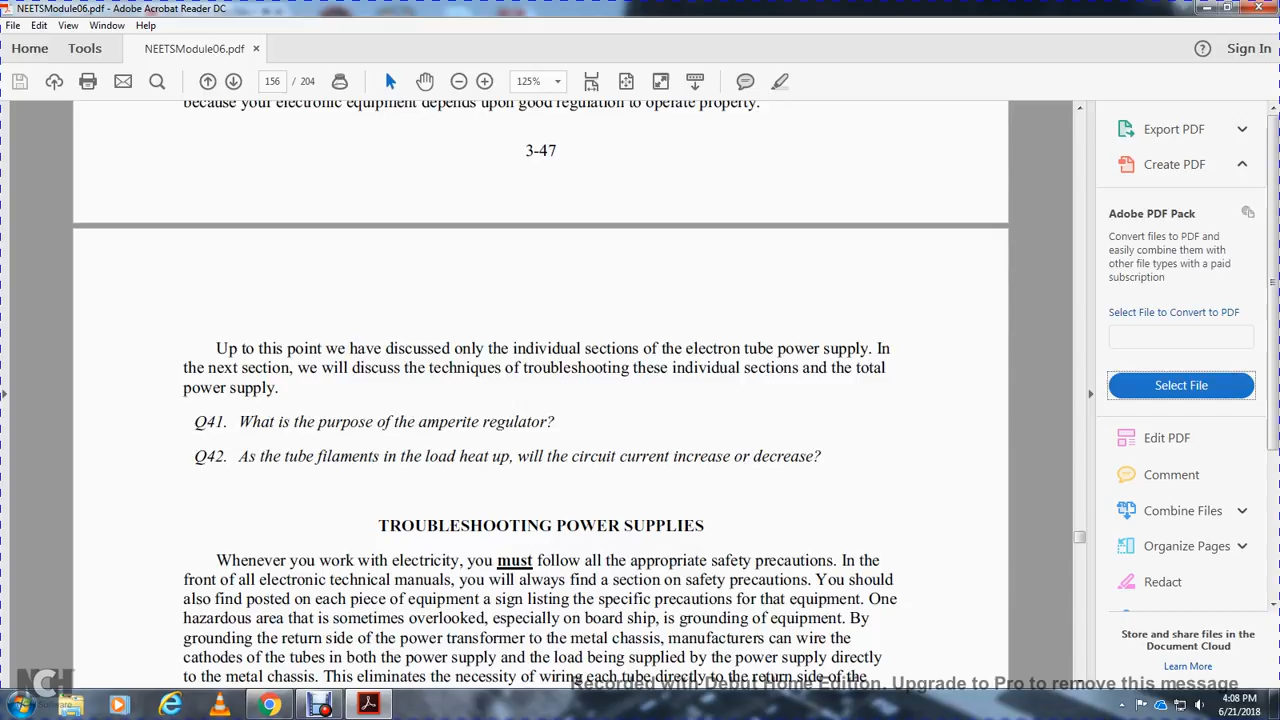 NEETSModule06.pdf - Adobe Acrobat Reader DC
File Edit View Window Help
Home Tools NEETSModule06.pdf × Sign In
156 / 204 125%
because your electronic equipment depends upon good regulation to operate property.
3-47
Up to this point we have discussed only the individual sections of the electron tube power supply. In
the next section, we will discuss the techniques of troubleshooting these individual sections and the total
power supply.
Q41. What is the purpose of the amperite regulator?
Q42. As the tube filaments in the load heat up, will the circuit current increase or decrease?
TROUBLESHOOTING POWER SUPPLIES
Whenever you work with electricity, you must follow all the appropriate safety precautions. In the
front of all electronic technical manuals, you will always find a section on safety precautions. You should
also find posted on each piece of equipment a sign listing the specific precautions for that equipment. One
hazardous area that is sometimes overlooked, especially on board ship, is grounding of equipment. By
grounding the return side of the power transformer to the metal chassis, manufacturers can wire the
cathodes of the tubes in both the power supply and the load being supplied by the power supply directly
to the metal chassis. This eliminates the necessity of wiring each tube directly to the return side of the
Export PDF
Create PDF
Adobe PDF Pack
Convert files to PDF and
easily combine them with
other file types with a paid
subscription
Select File to Convert to PDF
Select File
Edit PDF
Comment
Combine Files
Organize Pages
Redact
Store and share files in the
Document Cloud
Learn More
Recorded with Debut Home Edition. Upgrade to Pro to remove this message
NCH
Software
4:08 PM
6/21/2018